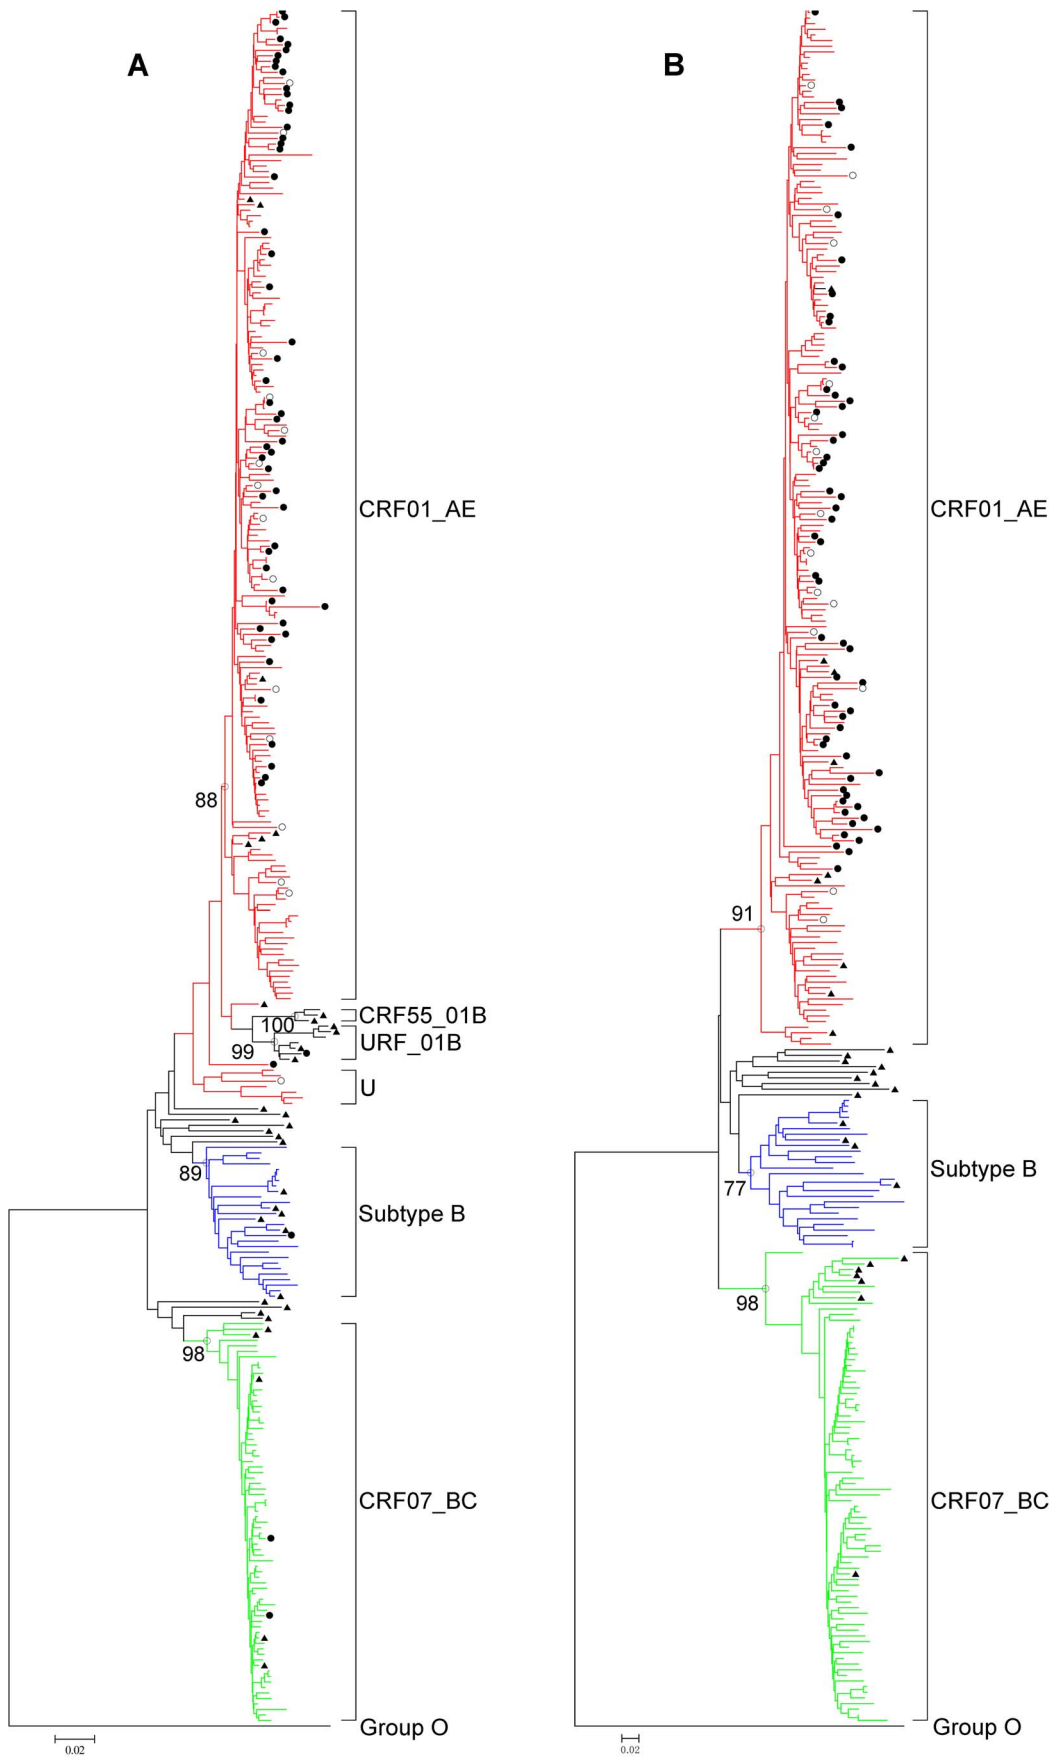 A
B
CRF01_AE
CRF01_AE
88
91
CRF55_01B
100
URF_01B
99
U
89
Subtype B
77
Subtype B
98
98
CRF07_BC
CRF07_BC
Group O
Group O
0.02
0.02